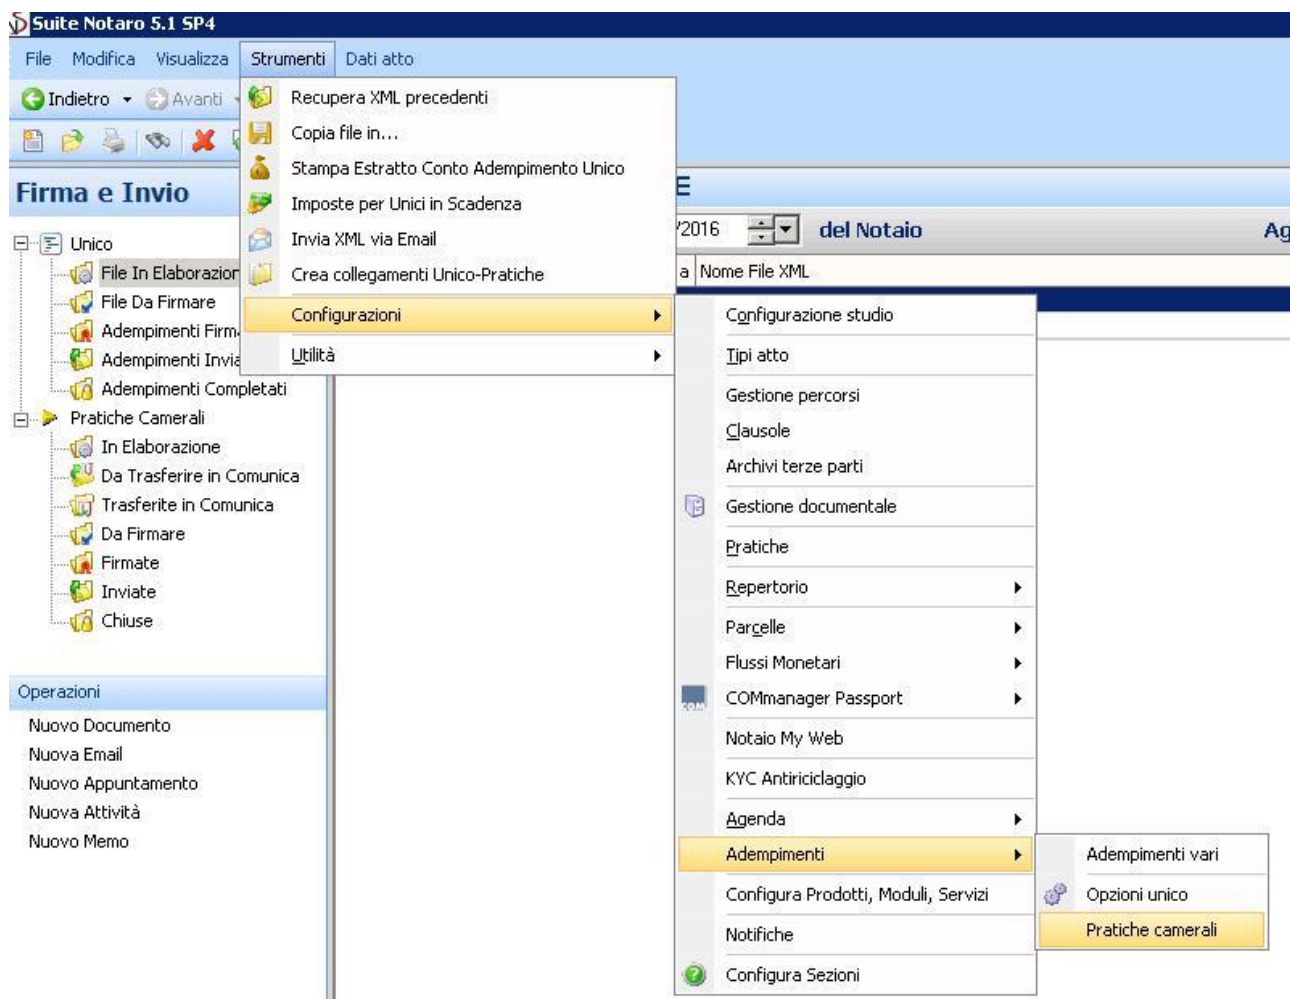 Suite Notaro 5.1 SP4
File Modifica Visualizza Strumenti Dati atto
Indietro Avanti
Firma e Invio
Unico
File In Elaborazion
File Da Firmare
Adempimenti Firm
Adempimenti Invia
Adempimenti Completati
Pratiche Camerali
In Elaborazione
Da Trasferire in Comunica
Trasferite in Comunica
Da Firmare
Firmate
Inviate
Chiuse
Operazioni
Nuovo Documento
Nuova Email
Nuovo Appuntamento
Nuova Attività
Nuovo Memo
Recupera XML precedenti
Copia file in...
Stampa Estratto Conto Adempimento Unico
Imposte per Unici in Scadenza
Invia XML via Email
Crea collegamenti Unico-Pratiche
Configurazioni
Utilità
E
/2016 del Notaio Ag
a Nome File XML
Configurazione studio
Tipi atto
Gestione percorsi
Clausole
Archivi terze parti
Gestione documentale
Pratiche
Repertorio
Parcelle
Flussi Monetari
COM COMmanager Passport
Notaio My Web
KYC Antiriciclaggio
Agenda
Adempimenti
Configura Prodotti, Moduli, Servizi
Notifiche
Configura Sezioni
Adempimenti vari
Opzioni unico
Pratiche camerali